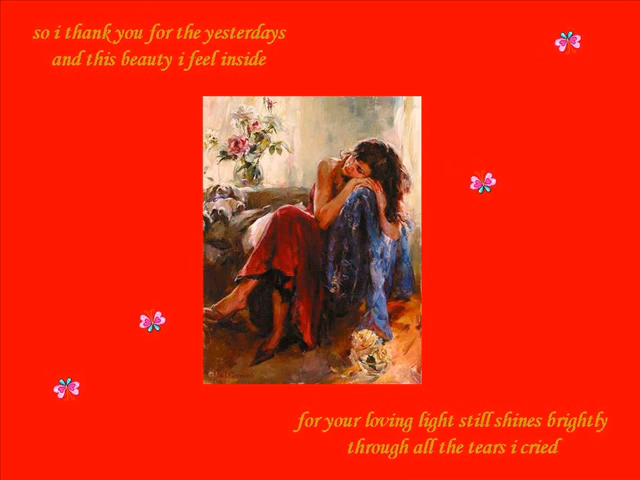 so i thank you for the yesterdays
and this beauty i feel inside
for your loving light still shines brightly
through all the tears i cried